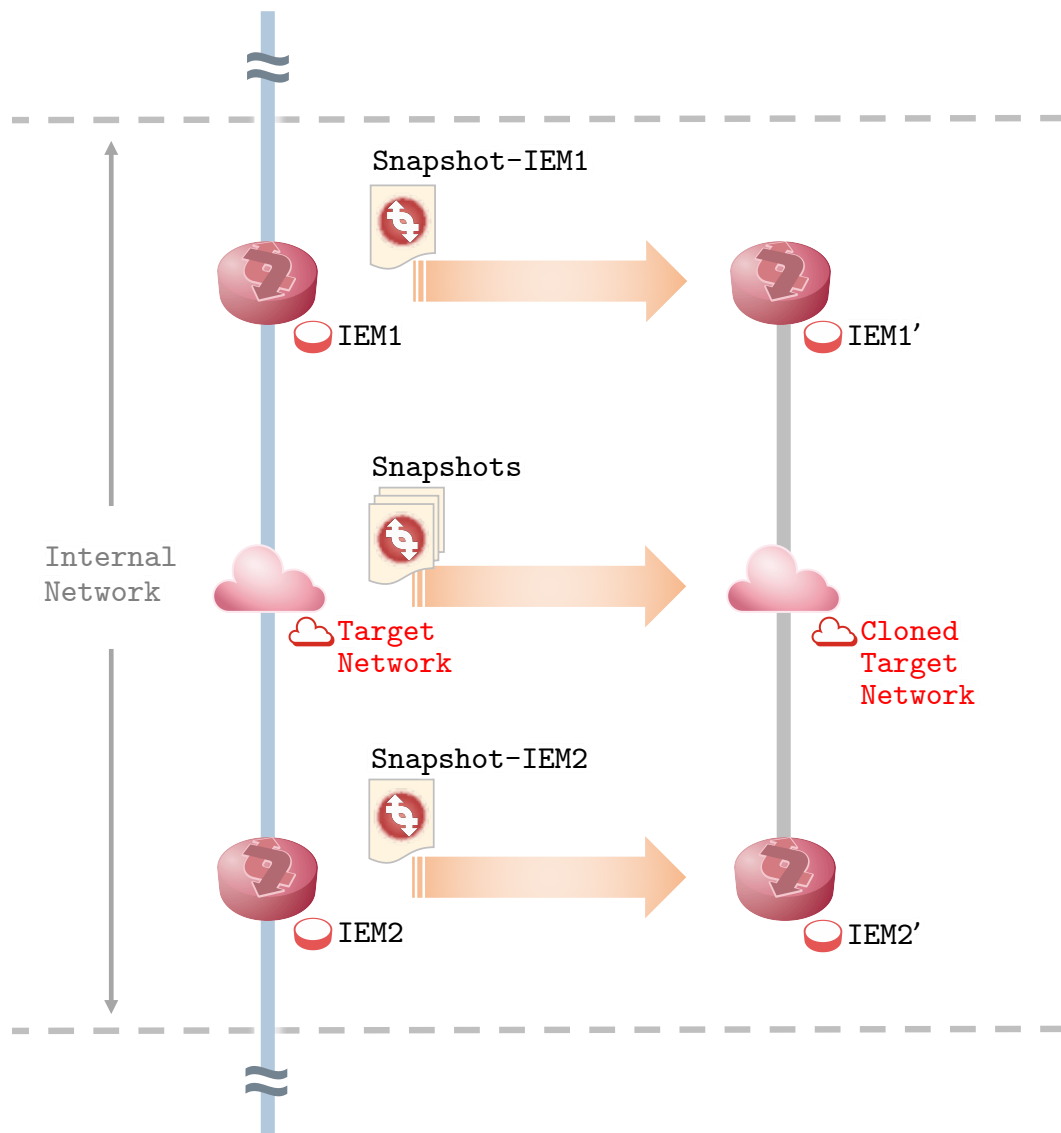 Snapshot-IEM1
IEM1
IEM1′
Snapshots
Internal
Network
Target
Network
Cloned
Target
Network
Snapshot-IEM2
IEM2
IEM2′